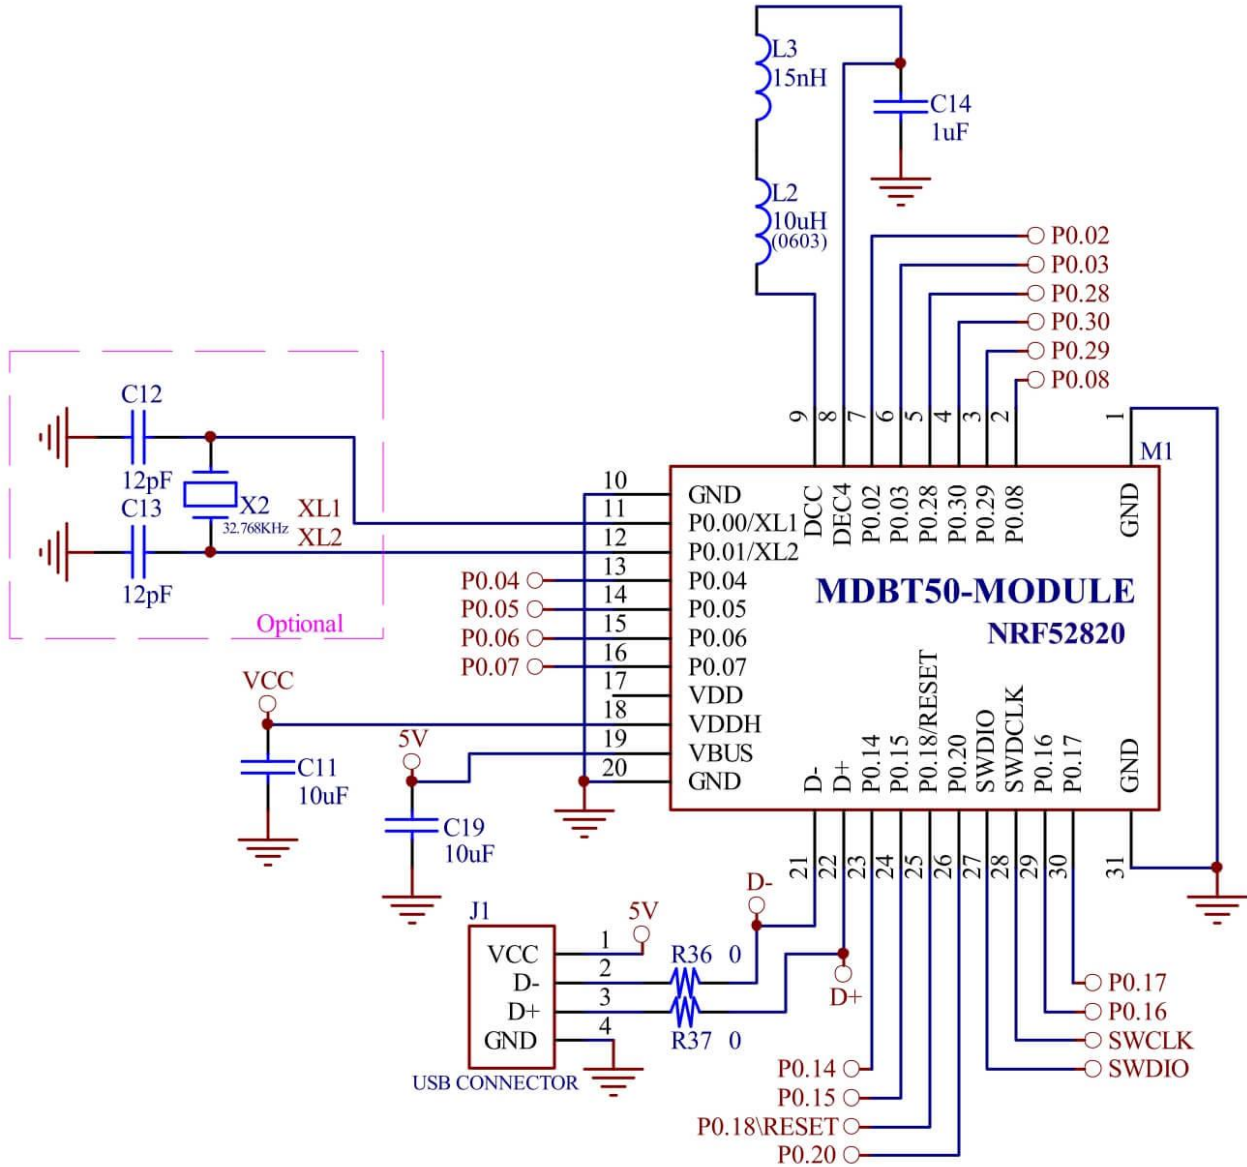 L3
15nH
C14
1uF
L2
10uH
(0603)
P0.02
P0.03
P0.28
P0.30
P0.29
P0.08
9
8
7
6
5
4
3
2
1
M1
C12
12pF
C13
12pF
X2
32.768KHz
XL1
XL2
Optional
10 GND
11 P0.00/XL1
12 P0.01/XL2
P0.04 13 P0.04
P0.05 14 P0.05
P0.06 15 P0.06
P0.07 16 P0.07
17 VDD
18 VDDH
19 VBUS
20 GND
DCC
DEC4
P0.02
P0.03
P0.28
P0.30
P0.29
P0.08
GND
MDBT50-MODULE
NRF52820
D-
D+
P0.14
P0.15
P0.18/RESET
P0.20
SWDIO
SWDCLK
P0.16
P0.17
GND
VCC
C11
10uF
5V
C19
10uF
21
22
23
24
25
26
27
28
29
30
31
D-
D+
J1
5V
VCC 1
D- 2
D+ 3
GND 4
R36 0
R37 0
USB CONNECTOR
P0.17
P0.16
SWCLK
SWDIO
P0.14
P0.15
P0.18\RESET
P0.20